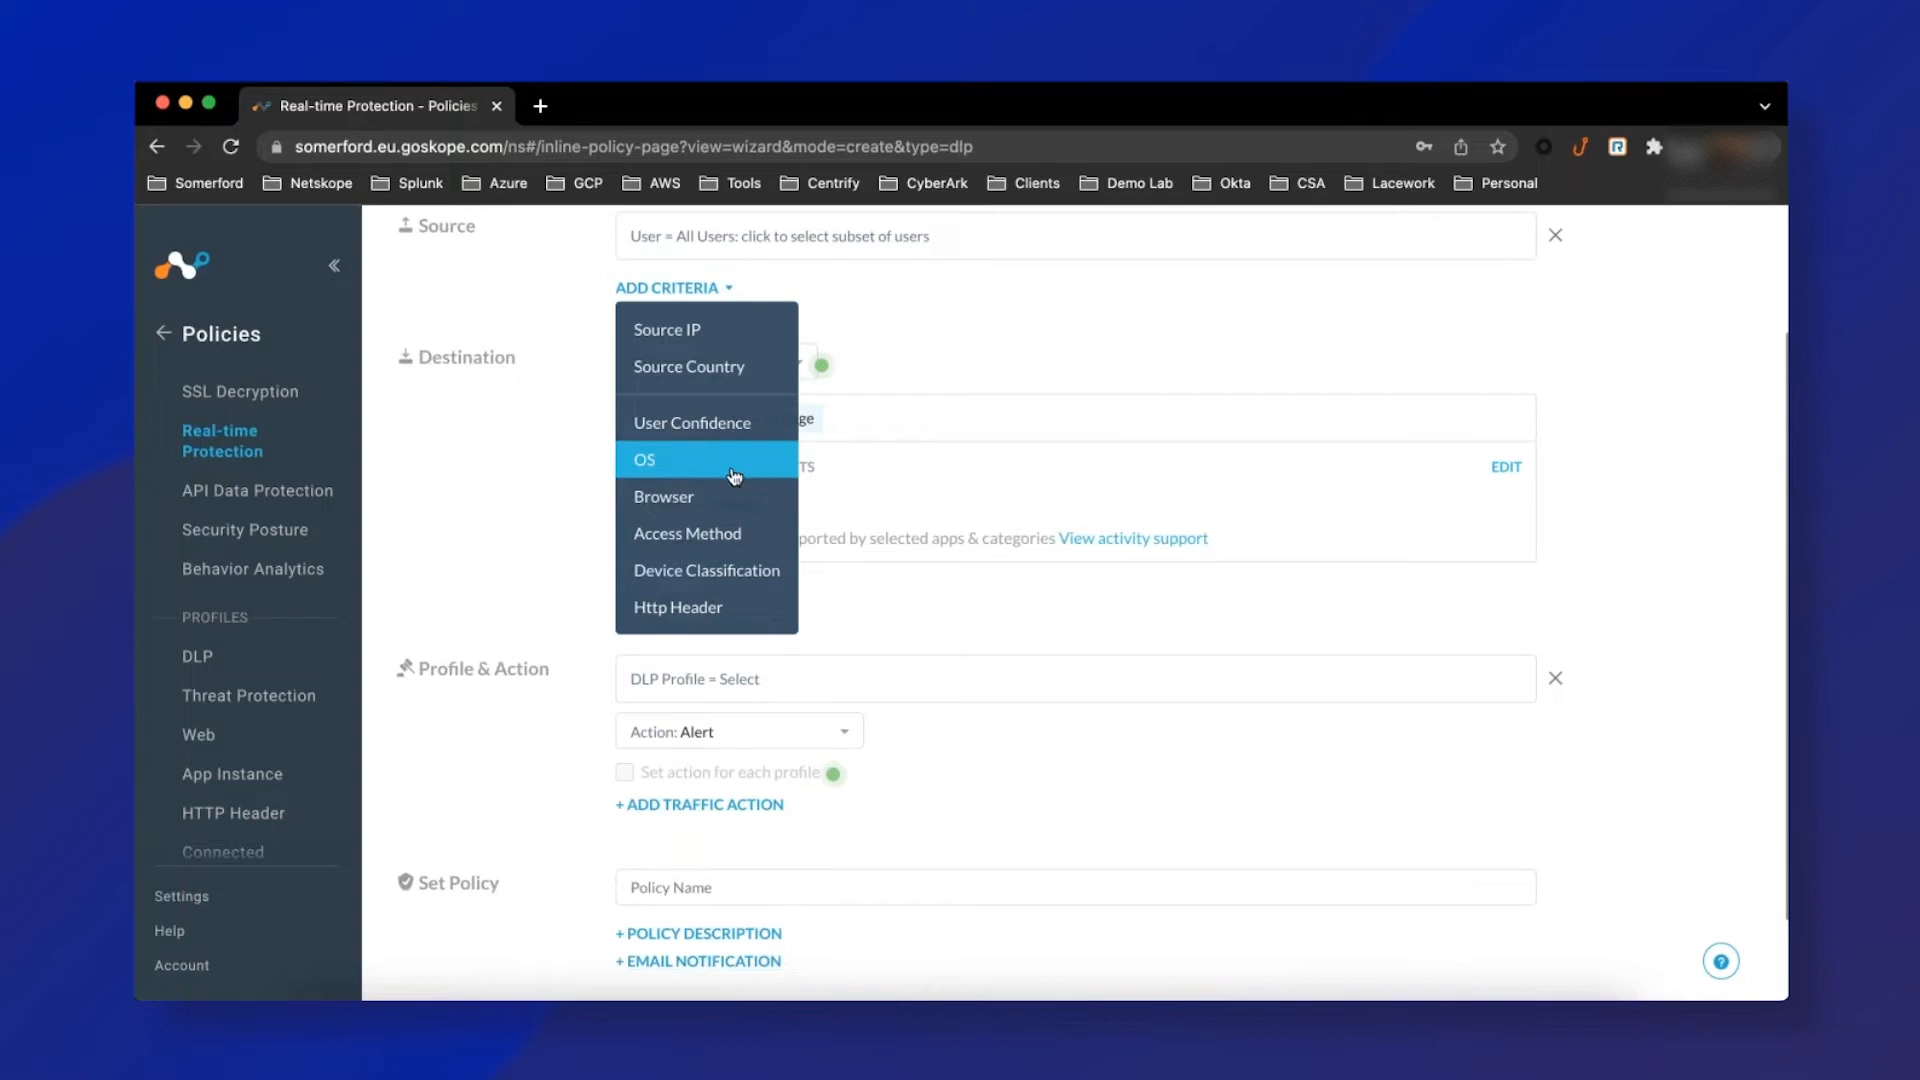 Real-time Protection - Policies
somerford.eu.goskope.com/ns#/inline-policy-page?view=wizard&mode=create&type=dlp
Somerford Netskope Splunk Azure GCP AWS Tools Centrify CyberArk Clients Demo Lab Okta CSA Lacework Personal
Policies
SSL Decryption
Real-time
Protection
API Data Protection
Security Posture
Behavior Analytics
PROFILES
DLP
Threat Protection
Web
App Instance
HTTP Header
Connected
Settings
Help
Account
Source
User = All Users: click to select subset of users
ADD CRITERIA
Source IP
Source Country
User Confidence
OS
Browser
Access Method
Device Classification
Http Header
Destination
ge
TS
EDIT
ported by selected apps & categories View activity support
Profile & Action
DLP Profile = Select
Action: Alert
Set action for each profile
+ ADD TRAFFIC ACTION
Set Policy
Policy Name
+ POLICY DESCRIPTION
+ EMAIL NOTIFICATION